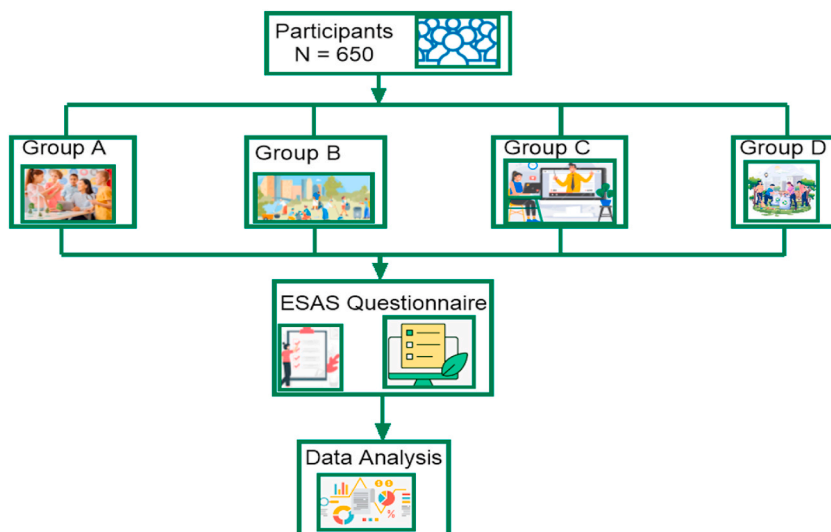 Participants
N = 650
Group A
Group B
Group C
Group D
ESAS Questionnaire
Data Analysis
%